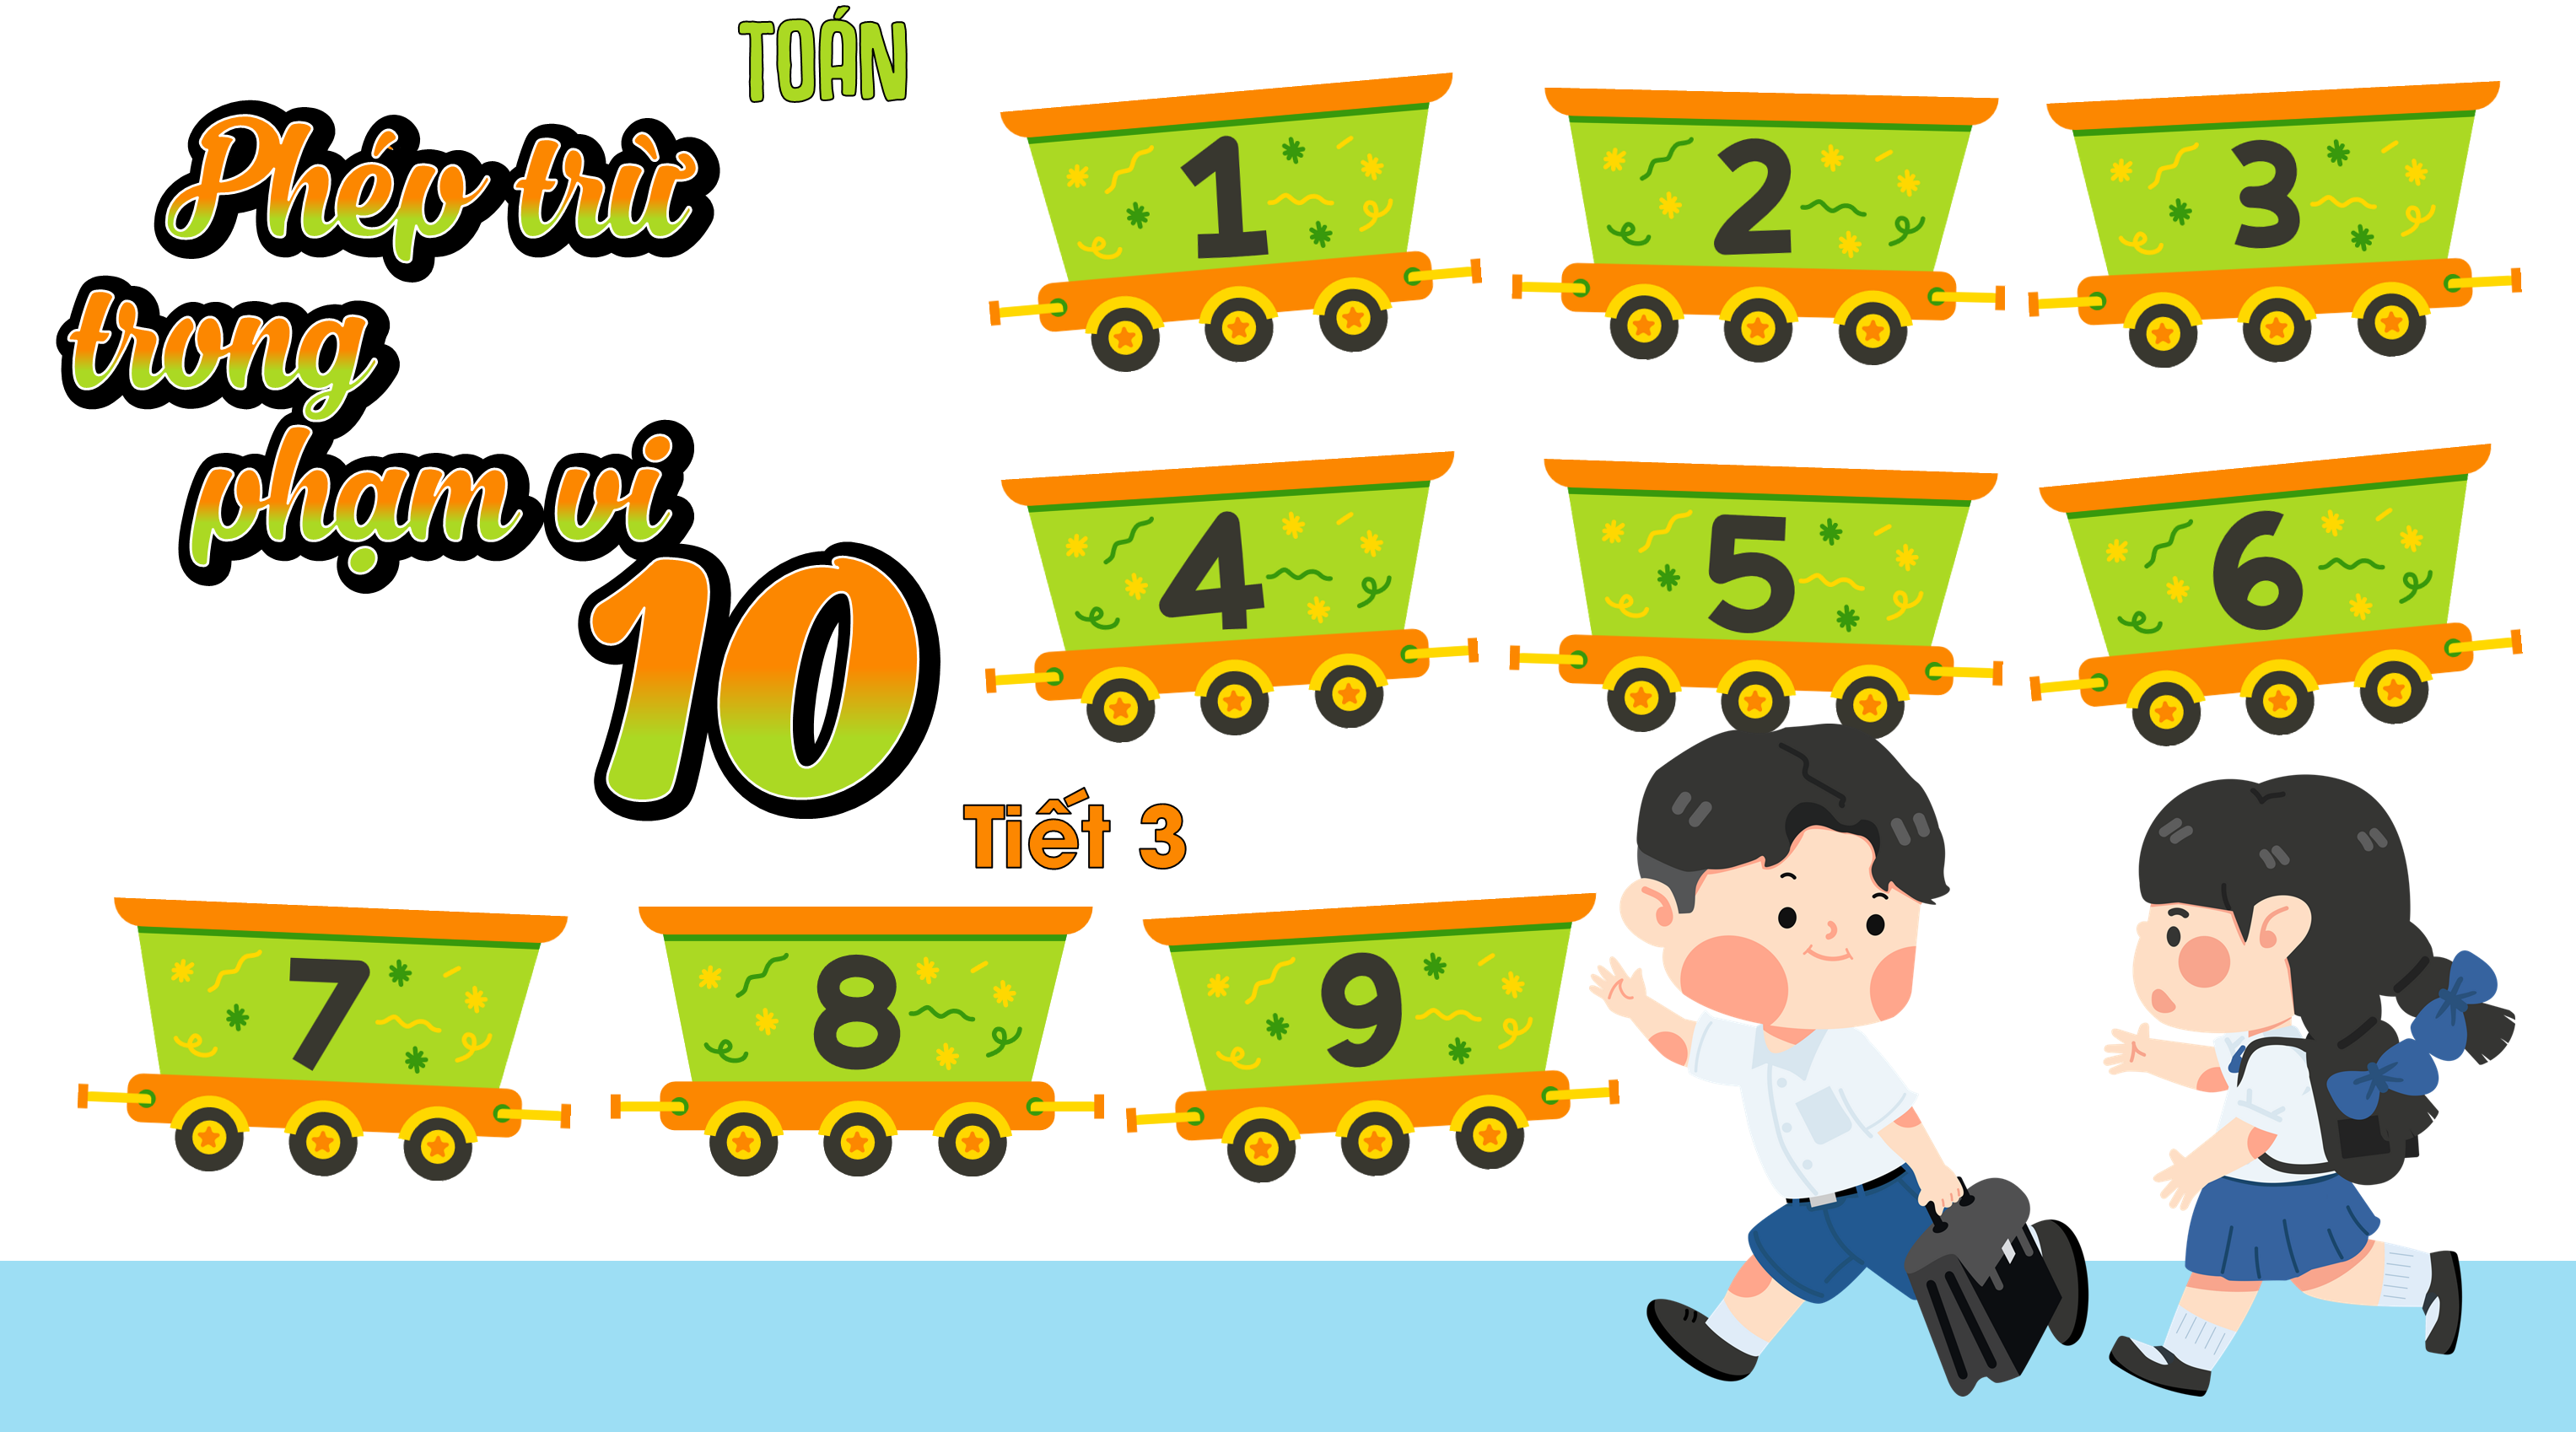 TOÁN
Phép trừ
trong
phạm vi
10
Tiết 3
1 2 3
4 5 6
7 8 9